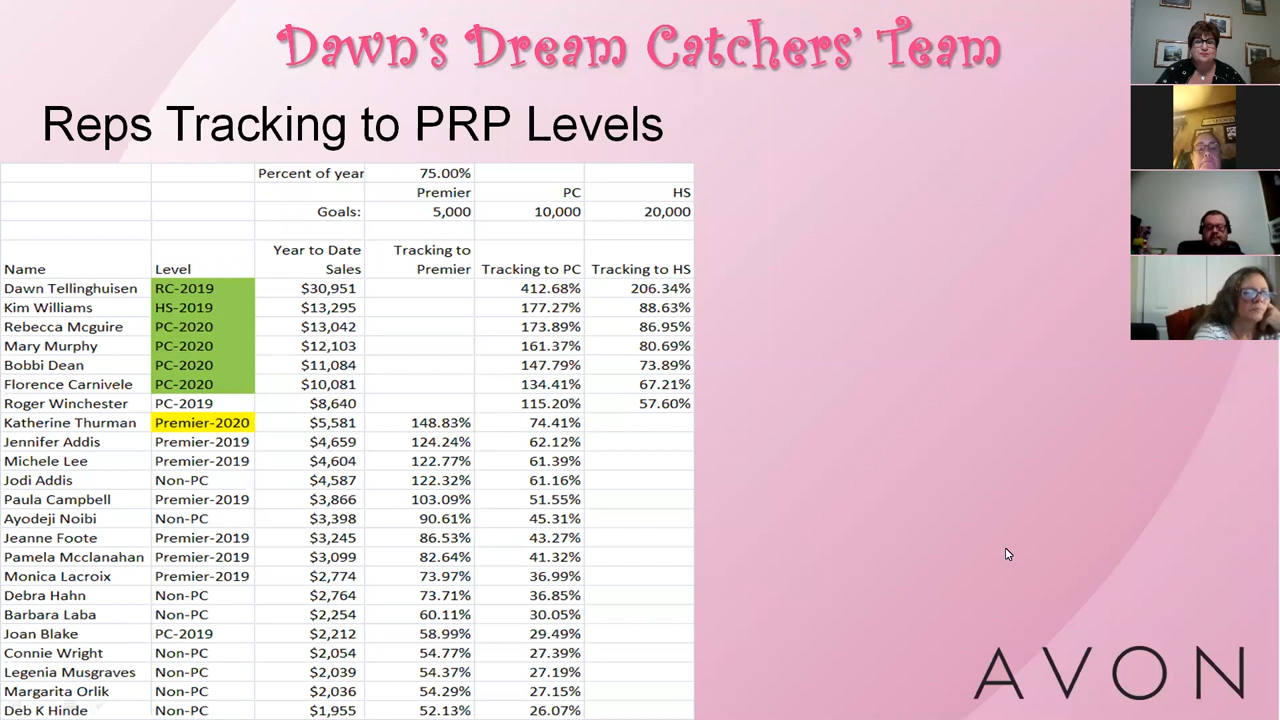 Dawn's Dream Catchers' Team
Reps Tracking to PRP Levels
Percent of year 75.00%
Premier PC HS
Goals: 5,000 10,000 20,000
Year to Date Tracking to
Name Level Sales Premier Tracking to PC Tracking to HS
Dawn Tellinghuisen RC-2019 $30,951 412.68% 206.34%
Kim Williams HS-2019 $13,295 177.27% 88.63%
Rebecca Mcguire PC-2020 $13,042 173.89% 86.95%
Mary Murphy PC-2020 $12,103 161.37% 80.69%
Bobbi Dean PC-2020 $11,084 147.79% 73.89%
Florence Carnivele PC-2020 $10,081 134.41% 67.21%
Roger Winchester PC-2019 $8,640 115.20% 57.60%
Katherine Thurman Premier-2020 $5,581 148.83% 74.41%
Jennifer Addis Premier-2019 $4,659 124.24% 62.12%
Michele Lee Premier-2019 $4,604 122.77% 61.39%
Jodi Addis Non-PC $4,587 122.32% 61.16%
Paula Campbell Premier-2019 $3,866 103.09% 51.55%
Ayodeji Noibi Non-PC $3,398 90.61% 45.31%
Jeanne Foote Premier-2019 $3,245 86.53% 43.27%
Pamela Mcclanahan Premier-2019 $3,099 82.64% 41.32%
Monica Lacroix Premier-2019 $2,774 73.97% 36.99%
Debra Hahn Non-PC $2,764 73.71% 36.85%
Barbara Laba Non-PC $2,254 60.11% 30.05%
Joan Blake PC-2019 $2,212 58.99% 29.49%
Connie Wright Non-PC $2,054 54.77% 27.39%
Legenia Musgraves Non-PC $2,039 54.37% 27.19%
Margarita Orlik Non-PC $2,036 54.29% 27.15%
Deb K Hinde Non-PC $1,955 52.13% 26.07%
AVON